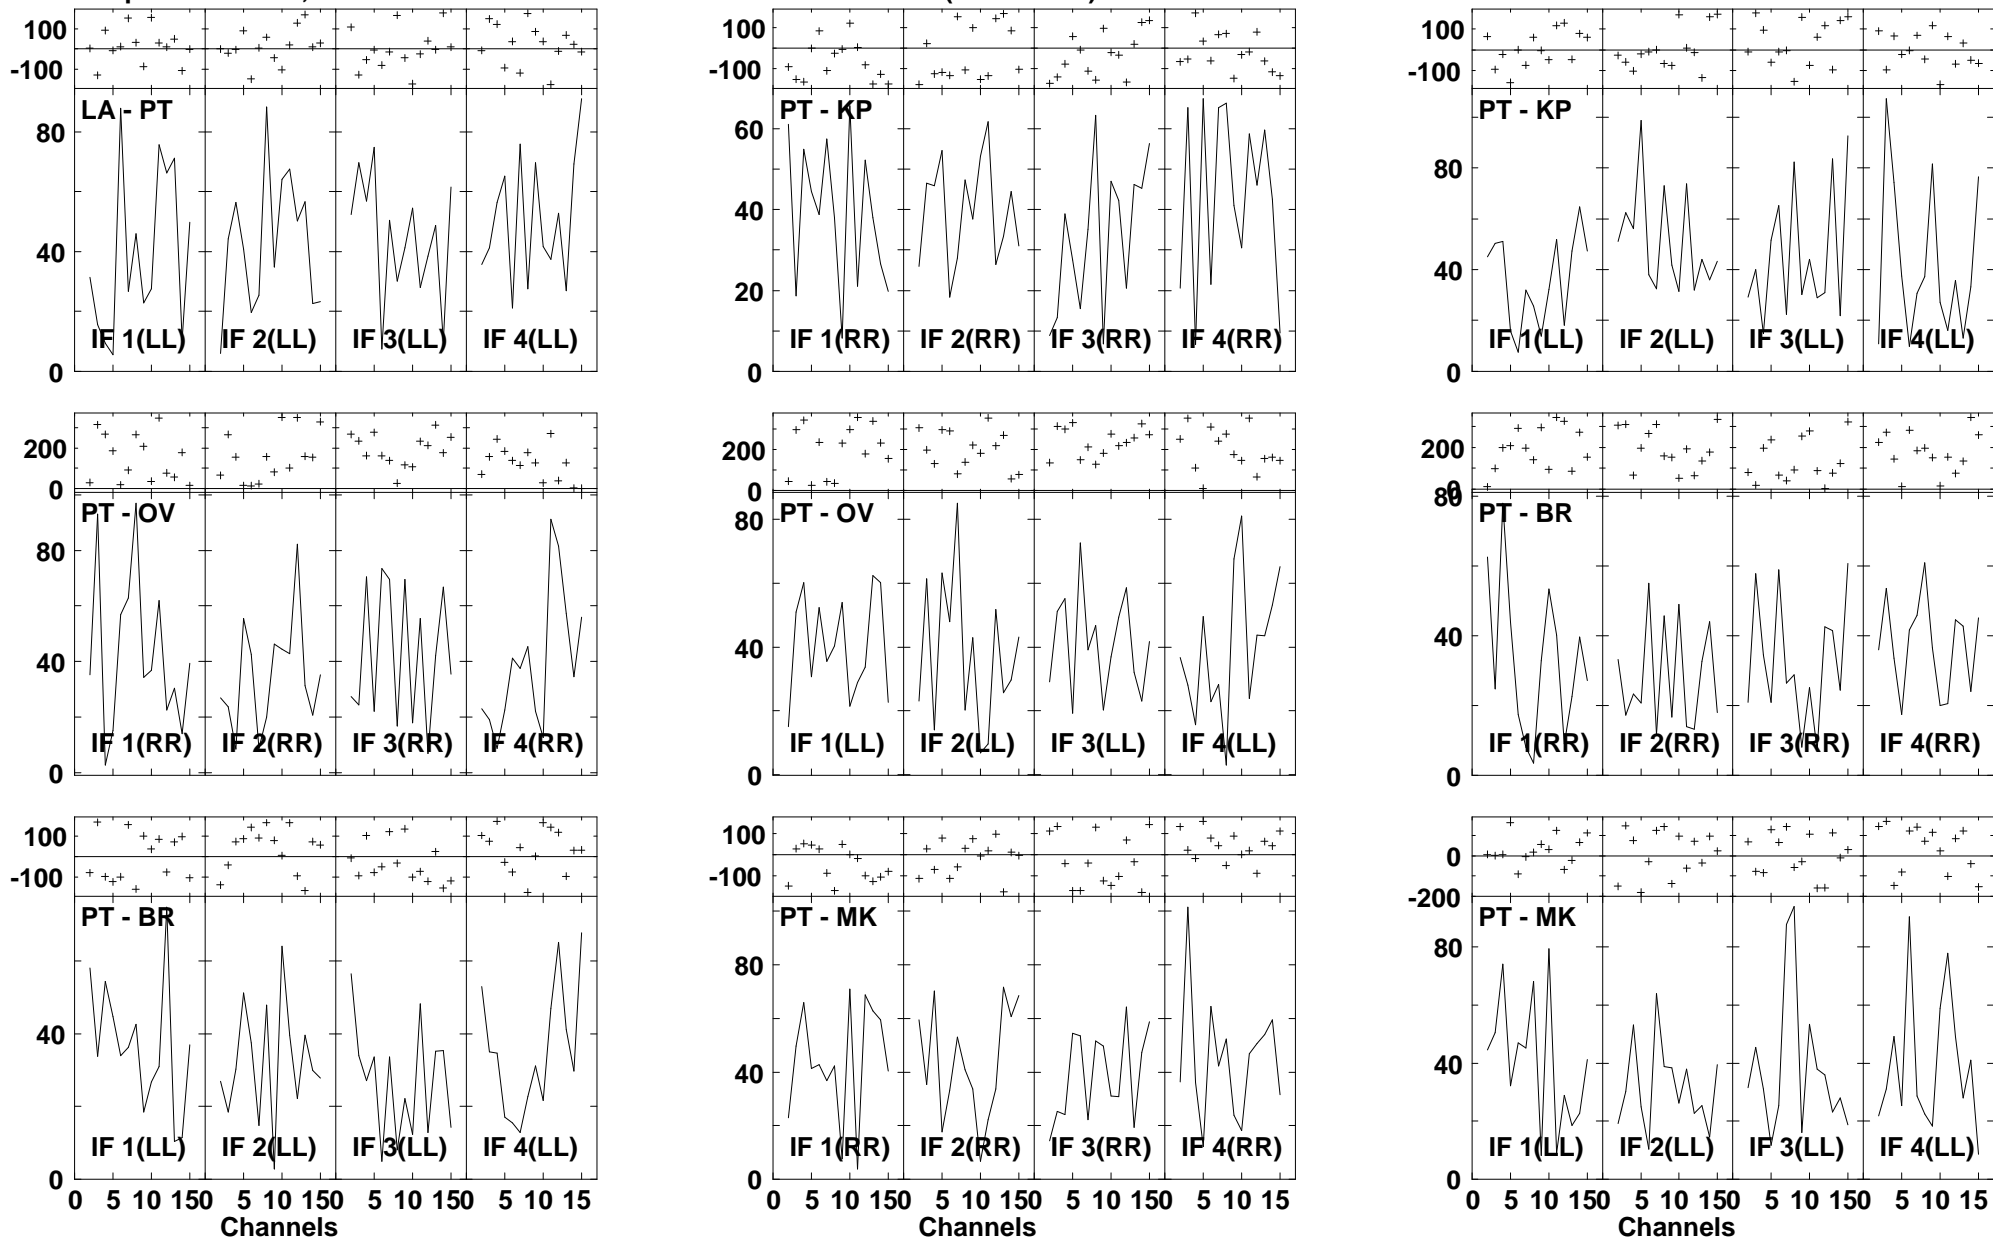 100
-100
LA - PT
80
40
0
IF 1(LL) IF 2(LL) IF 3(LL) IF 4(LL)
100
-100
PT - KP
60
40
20
0
IF 1(RR) IF 2(RR) IF 3(RR) IF 4(RR)
100
-100
PT - KP
80
40
0
IF 1(LL) IF 2(LL) IF 3(LL) IF 4(LL)
200
0
PT - OV
80
40
0
IF 1(RR) IF 2(RR) IF 3(RR) IF 4(RR)
200
0
PT - OV
80
40
0
IF 1(LL) IF 2(LL) IF 3(LL) IF 4(LL)
200
0
80
PT - BR
40
0
IF 1(RR) IF 2(RR) IF 3(RR) IF 4(RR)
100
-100
PT - BR
40
0
IF 1(LL) IF 2(LL) IF 3(LL) IF 4(LL)
0 5 10 150 5 10 150 5 10 150 5 10 15
Channels
100
-100
PT - MK
80
40
0
IF 1(RR) IF 2(RR) IF 3(RR) IF 4(RR)
0 5 10 150 5 10 150 5 10 150 5 10 15
Channels
0
-200
PT - MK
80
40
0
IF 1(LL) IF 2(LL) IF 3(LL) IF 4(LL)
0 5 10 150 5 10 150 5 10 150 5 10 15
Channels